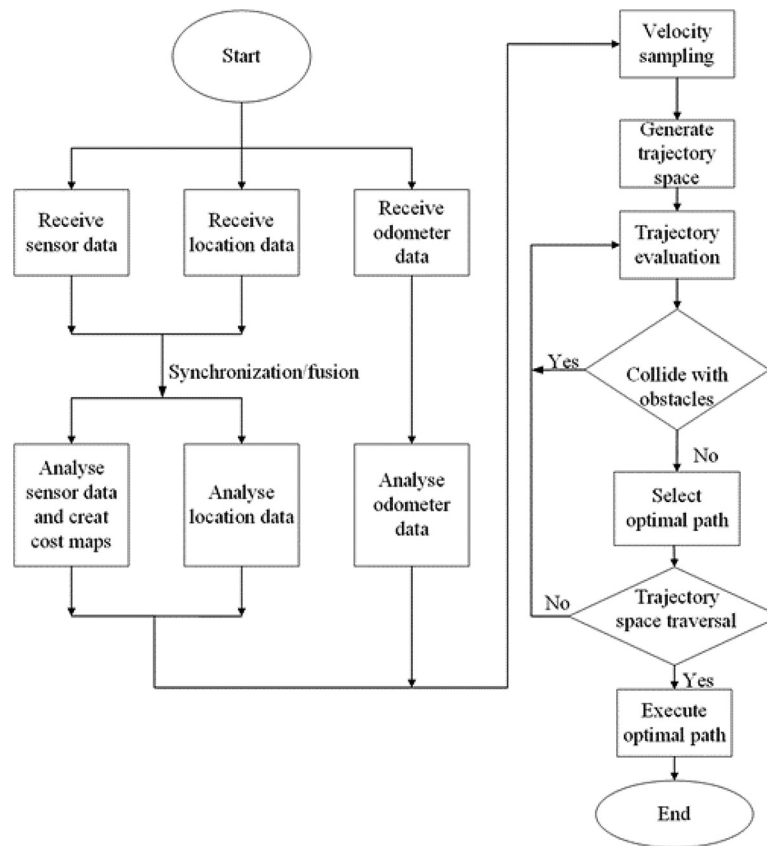 Start
Receive
sensor data
Receive
location data
Receive
odometer
data
Synchronization/fusion
Analyse
sensor data
and creat
cost maps
Analyse
location data
Analyse
odometer
data
Velocity
sampling
Generate
trajectory
space
Trajectory
evaluation
Yes
Collide with
obstacles
No
Select
optimal path
No
Trajectory
space traversal
Yes
Execute
optimal path
End